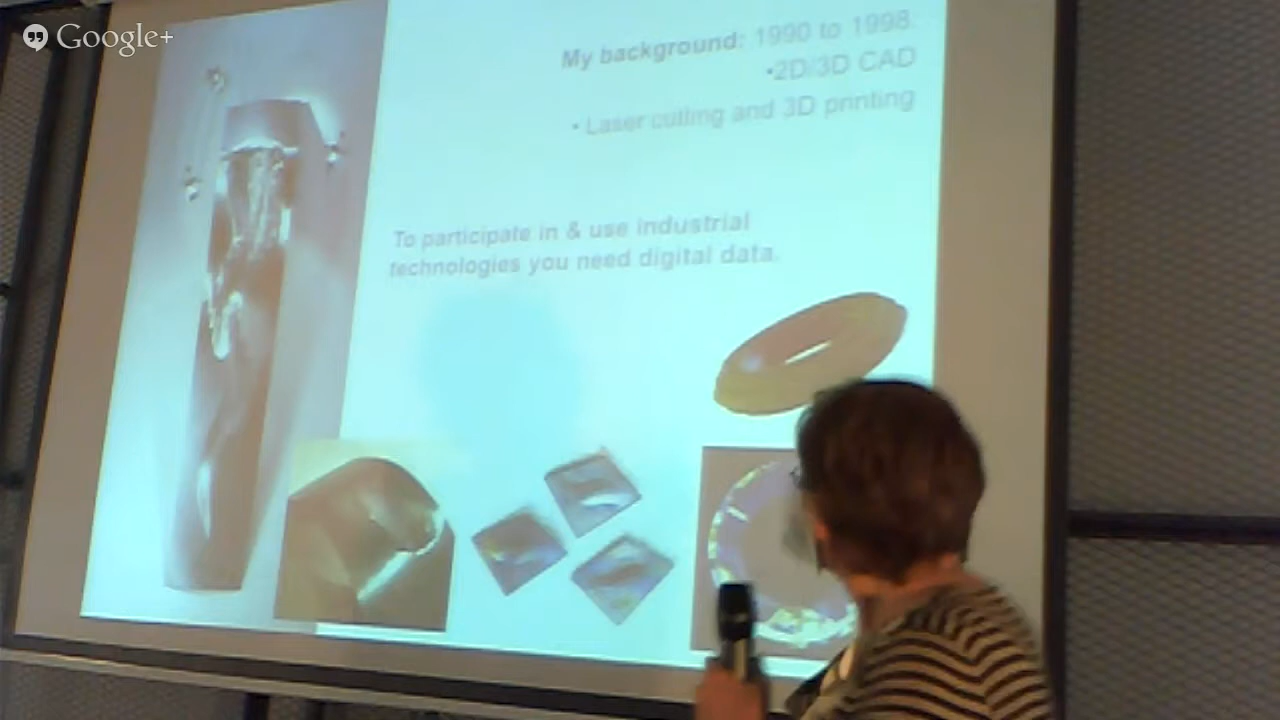 Google+
My background: 1990 to 1998:
•2D/3D CAD
• Laser cutting and 3D printing
To participate in & use industrial
technologies you need digital data.